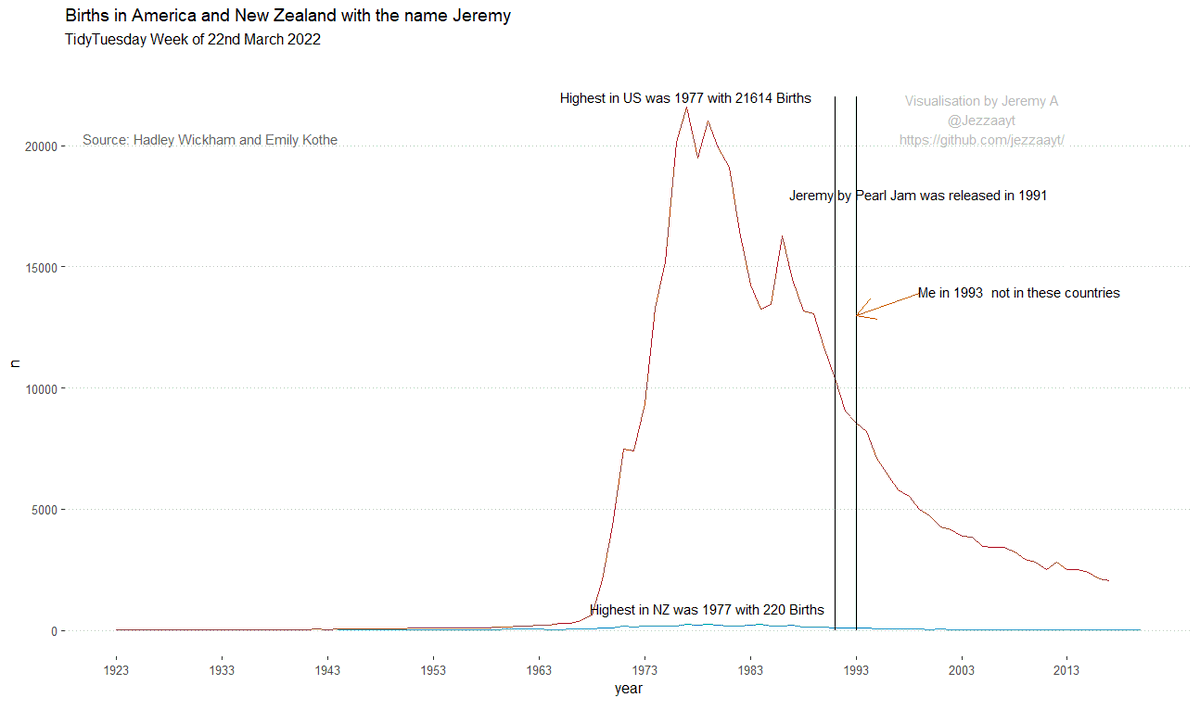 Births in America and New Zealand with the name Jeremy
TidyTuesday Week of 22nd March 2022
Highest in US was 1977 with 21614 Births
Visualisation by Jeremy A
@Jezzaayt
https://github.com/jezzaayt/
Source: Hadley Wickham and Emily Kothe
20000
Jeremy by Pearl Jam was released in 1991
15000
Me in 1993 not in these countries
n
10000
5000
Highest in NZ was 1977 with 220 Births
0
1923 1933 1943 1953 1963 1973 1983 1993 2003 2013
year